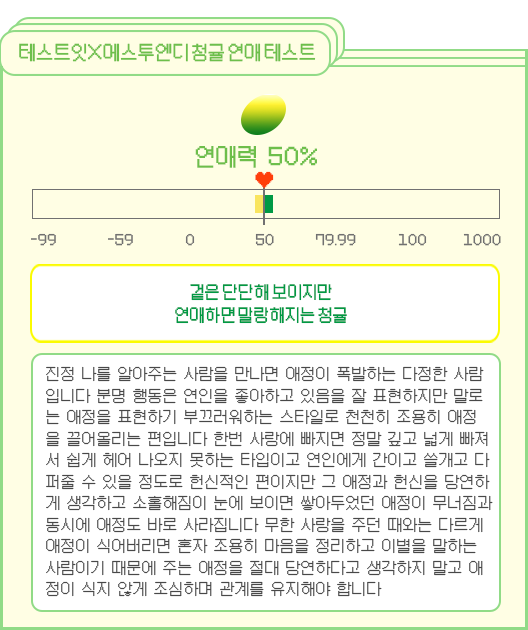 테스트잇X메스투엔디 청귤 연애 테스트
연애력 50%
-99 -59 0 50 79.99 100 1000
겉은 단단해 보이지만
연애하면 말랑해지는 청귤
진정 나를 알아주는 사람을 만나면 애정이 폭발하는 다정한 사람
입니다 분명 행동은 연인을 좋아하고 있음을 잘 표현하지만 말로
는 애정을 표현하기 부끄러워하는 스타일로 천천히 조용히 애정
을 끌어올리는 편입니다 한번 사랑에 빠지면 정말 깊고 넓게 빠져
서 쉽게 헤어 나오지 못하는 타입이고 연인에게 간이고 쓸개고 다
퍼줄 수 있을 정도로 헌신적인 편이지만 그 애정과 헌신을 당연하
게 생각하고 소홀해짐이 눈에 보이면 쌓아두었던 애정이 무너짐과
동시에 애정도 바로 사라집니다 무한 사랑을 주던 때와는 다르게
애정이 식어버리면 혼자 조용히 마음을 정리하고 이별을 말하는
사람이기 때문에 주는 애정을 절대 당연하다고 생각하지 말고 애
정이 식지 않게 조심하며 관계를 유지해야 합니다